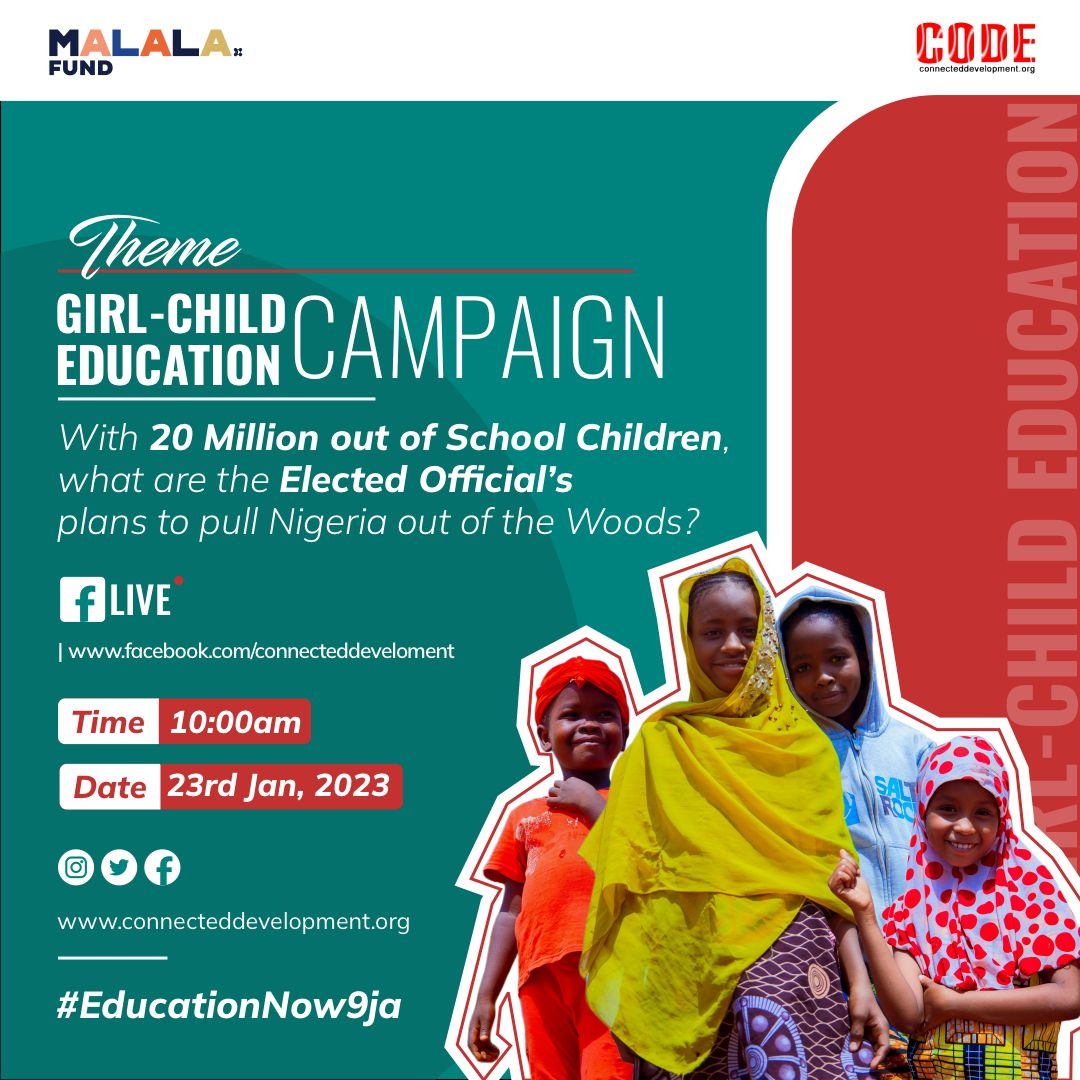 MALALA
FUND
CODE
connecteddevelopment.org
Theme
GIRL-CHILD
EDUCATION
CAMPAIGN
With 20 Million out of School Children,
what are the Elected Official's
plans to pull Nigeria out of the Woods?
f LIVE
| www.facebook.com/connecteddeveloment
Time 10:00am
Date 23rd Jan, 2023
www.connecteddevelopment.org
#EducationNow9ja
GIRL-CHILD EDUCATION
SALT